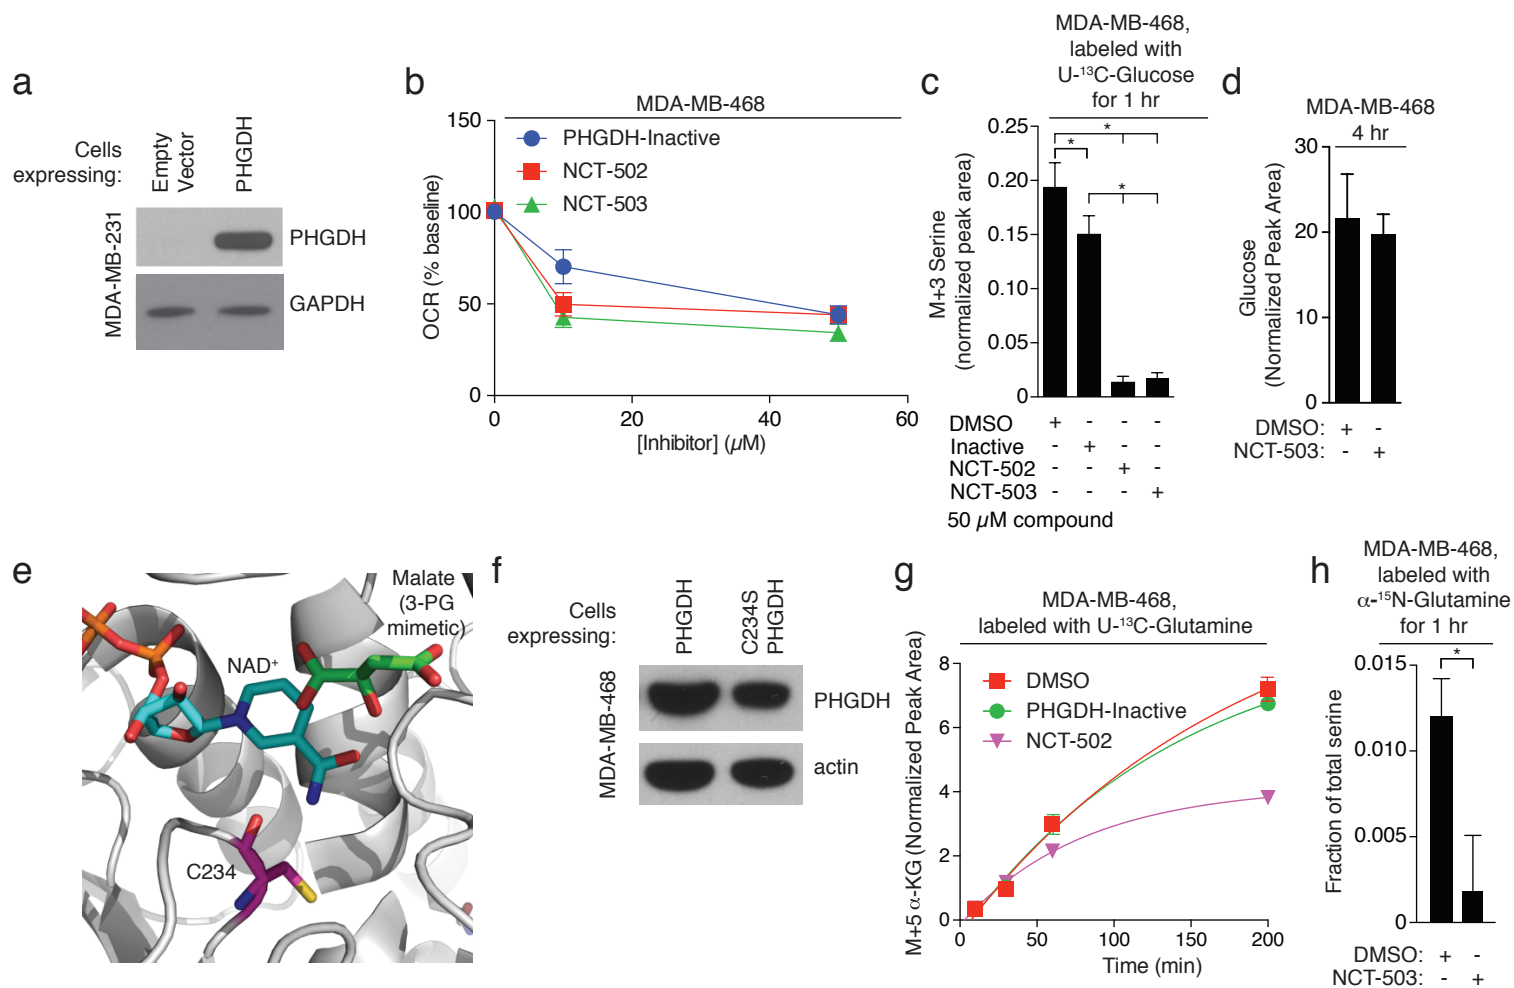 a
Cells
expressing:
Empty
Vector
PHGDH
MDA-MB-231
PHGDH
GAPDH
b
MDA-MB-468
150
100
50
0
OCR (% baseline)
PHGDH-Inactive
NCT-502
NCT-503
0 20 40 60
[Inhibitor] (µM)
c
MDA-MB-468,
labeled with
U-¹³C-Glucose
for 1 hr
M+3 Serine
(normalized peak area)
0.25
0.20
0.15
0.10
0.05
0
* * *
DMSO + - - -
Inactive - + - -
NCT-502 - - + -
NCT-503 - - - +
50 µM compound
d
MDA-MB-468
4 hr
Glucose
(Normalized Peak Area)
30
20
10
0
DMSO: + -
NCT-503: - +
e
Malate
(3-PG
mimetic)
NAD⁺
C234
f
Cells
expressing:
PHGDH
C234S
PHGDH
MDA-MB-468
PHGDH
actin
g
MDA-MB-468,
labeled with U-¹³C-Glutamine
M+5 α-KG (Normalized Peak Area)
8
6
4
2
0
DMSO
PHGDH-Inactive
NCT-502
0 50 100 150 200
Time (min)
h
MDA-MB-468,
labeled with
α-¹⁵N-Glutamine
for 1 hr
Fraction of total serine
0.015
0.010
0.005
0
*
DMSO: + -
NCT-503: - +